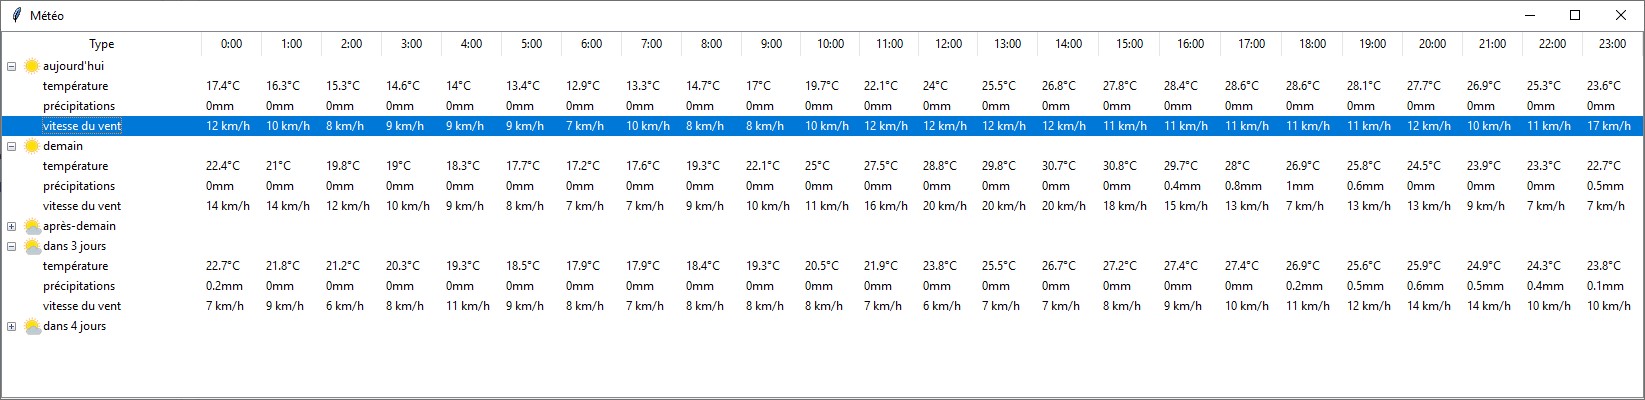 Météo
Type 0:00 1:00 2:00 3:00 4:00 5:00 6:00 7:00 8:00 9:00 10:00 11:00 12:00 13:00 14:00 15:00 16:00 17:00 18:00 19:00 20:00 21:00 22:00 23:00
aujourd'hui
température 17.4°C 16.3°C 15.3°C 14.6°C 14°C 13.4°C 12.9°C 13.3°C 14.7°C 17°C 19.7°C 22.1°C 24°C 25.5°C 26.8°C 27.8°C 28.4°C 28.6°C 28.6°C 28.1°C 27.7°C 26.9°C 25.3°C 23.6°C
précipitations 0mm 0mm 0mm 0mm 0mm 0mm 0mm 0mm 0mm 0mm 0mm 0mm 0mm 0mm 0mm 0mm 0mm 0mm 0mm 0mm 0mm 0mm 0mm 0mm
vitesse du vent 12 km/h 10 km/h 8 km/h 9 km/h 9 km/h 9 km/h 7 km/h 10 km/h 8 km/h 8 km/h 10 km/h 12 km/h 12 km/h 12 km/h 12 km/h 11 km/h 11 km/h 11 km/h 11 km/h 11 km/h 12 km/h 10 km/h 11 km/h 17 km/h
demain
température 22.4°C 21°C 19.8°C 19°C 18.3°C 17.7°C 17.2°C 17.6°C 19.3°C 22.1°C 25°C 27.5°C 28.8°C 29.8°C 30.7°C 30.8°C 29.7°C 28°C 26.9°C 25.8°C 24.5°C 23.9°C 23.3°C 22.7°C
précipitations 0mm 0mm 0mm 0mm 0mm 0mm 0mm 0mm 0mm 0mm 0mm 0mm 0mm 0mm 0mm 0mm 0.4mm 0.8mm 1mm 0.6mm 0mm 0mm 0mm 0.5mm
vitesse du vent 14 km/h 14 km/h 12 km/h 10 km/h 9 km/h 8 km/h 7 km/h 7 km/h 9 km/h 10 km/h 11 km/h 16 km/h 20 km/h 20 km/h 20 km/h 18 km/h 15 km/h 13 km/h 7 km/h 13 km/h 13 km/h 9 km/h 7 km/h 7 km/h
après-demain
dans 3 jours
température 22.7°C 21.8°C 21.2°C 20.3°C 19.3°C 18.5°C 17.9°C 17.9°C 18.4°C 19.3°C 20.5°C 21.9°C 23.8°C 25.5°C 26.7°C 27.2°C 27.4°C 27.4°C 26.9°C 25.6°C 25.9°C 24.9°C 24.3°C 23.8°C
précipitations 0.2mm 0mm 0mm 0mm 0mm 0mm 0mm 0mm 0mm 0mm 0mm 0mm 0mm 0mm 0mm 0mm 0mm 0mm 0.2mm 0.5mm 0.6mm 0.5mm 0.4mm 0.1mm
vitesse du vent 7 km/h 9 km/h 6 km/h 8 km/h 11 km/h 9 km/h 8 km/h 7 km/h 8 km/h 8 km/h 8 km/h 7 km/h 6 km/h 7 km/h 7 km/h 8 km/h 9 km/h 10 km/h 11 km/h 12 km/h 14 km/h 14 km/h 10 km/h 10 km/h
dans 4 jours